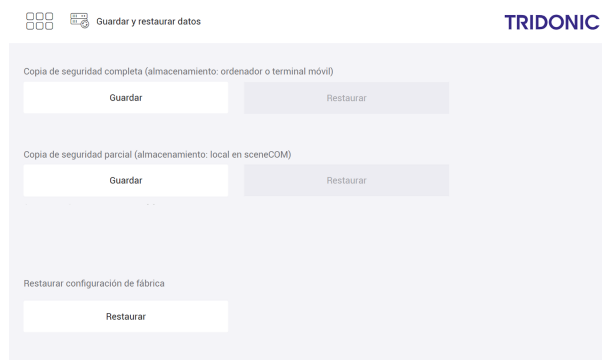 Guardar y restaurar datos
TRIDONIC
Copia de seguridad completa (almacenamiento: ordenador o terminal móvil)
Guardar Restaurar
Copia de seguridad parcial (almacenamiento: local en sceneCOM)
Guardar Restaurar
Restaurar configuración de fábrica
Restaurar